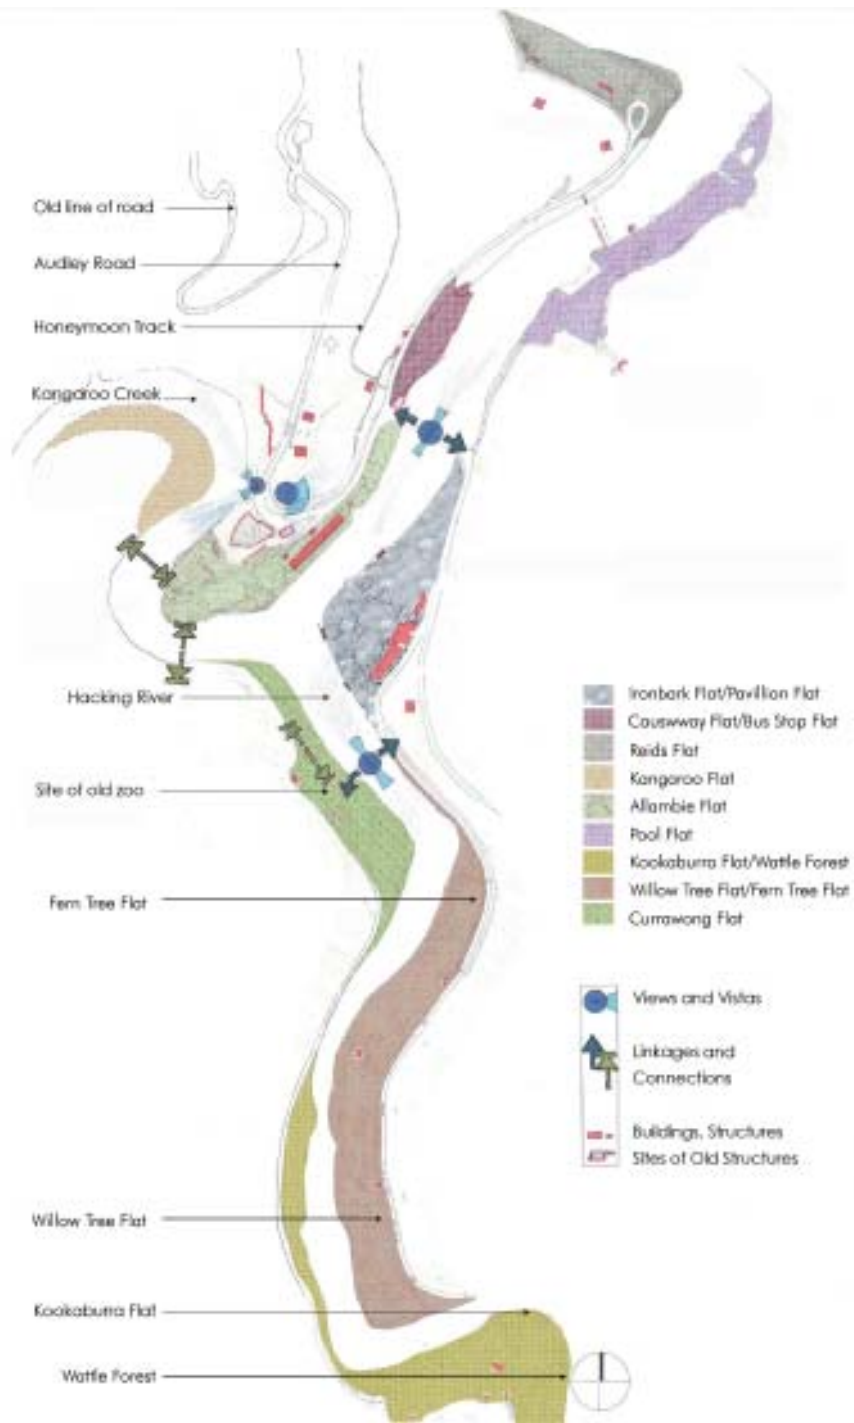 Old line of road
Audley Road
Honeymoon Track
Kangaroo Creek
Hacking River
Site of old zoo
Fern Tree Flat
Willow Tree Flat
Kookaburra Flat
Wattle Forest
Ironbark Flat/Pavillion Flat
Causwway Flat/Bus Stop Flat
Reids Flat
Kangaroo Flat
Allambie Flat
Pool Flat
Kookaburra Flat/Wattle Forest
Willow Tree Flat/Fern Tree Flat
Currawong Flat
Views and Vistas
Linkages and
Connections
Buildings, Structures
Sites of Old Structures